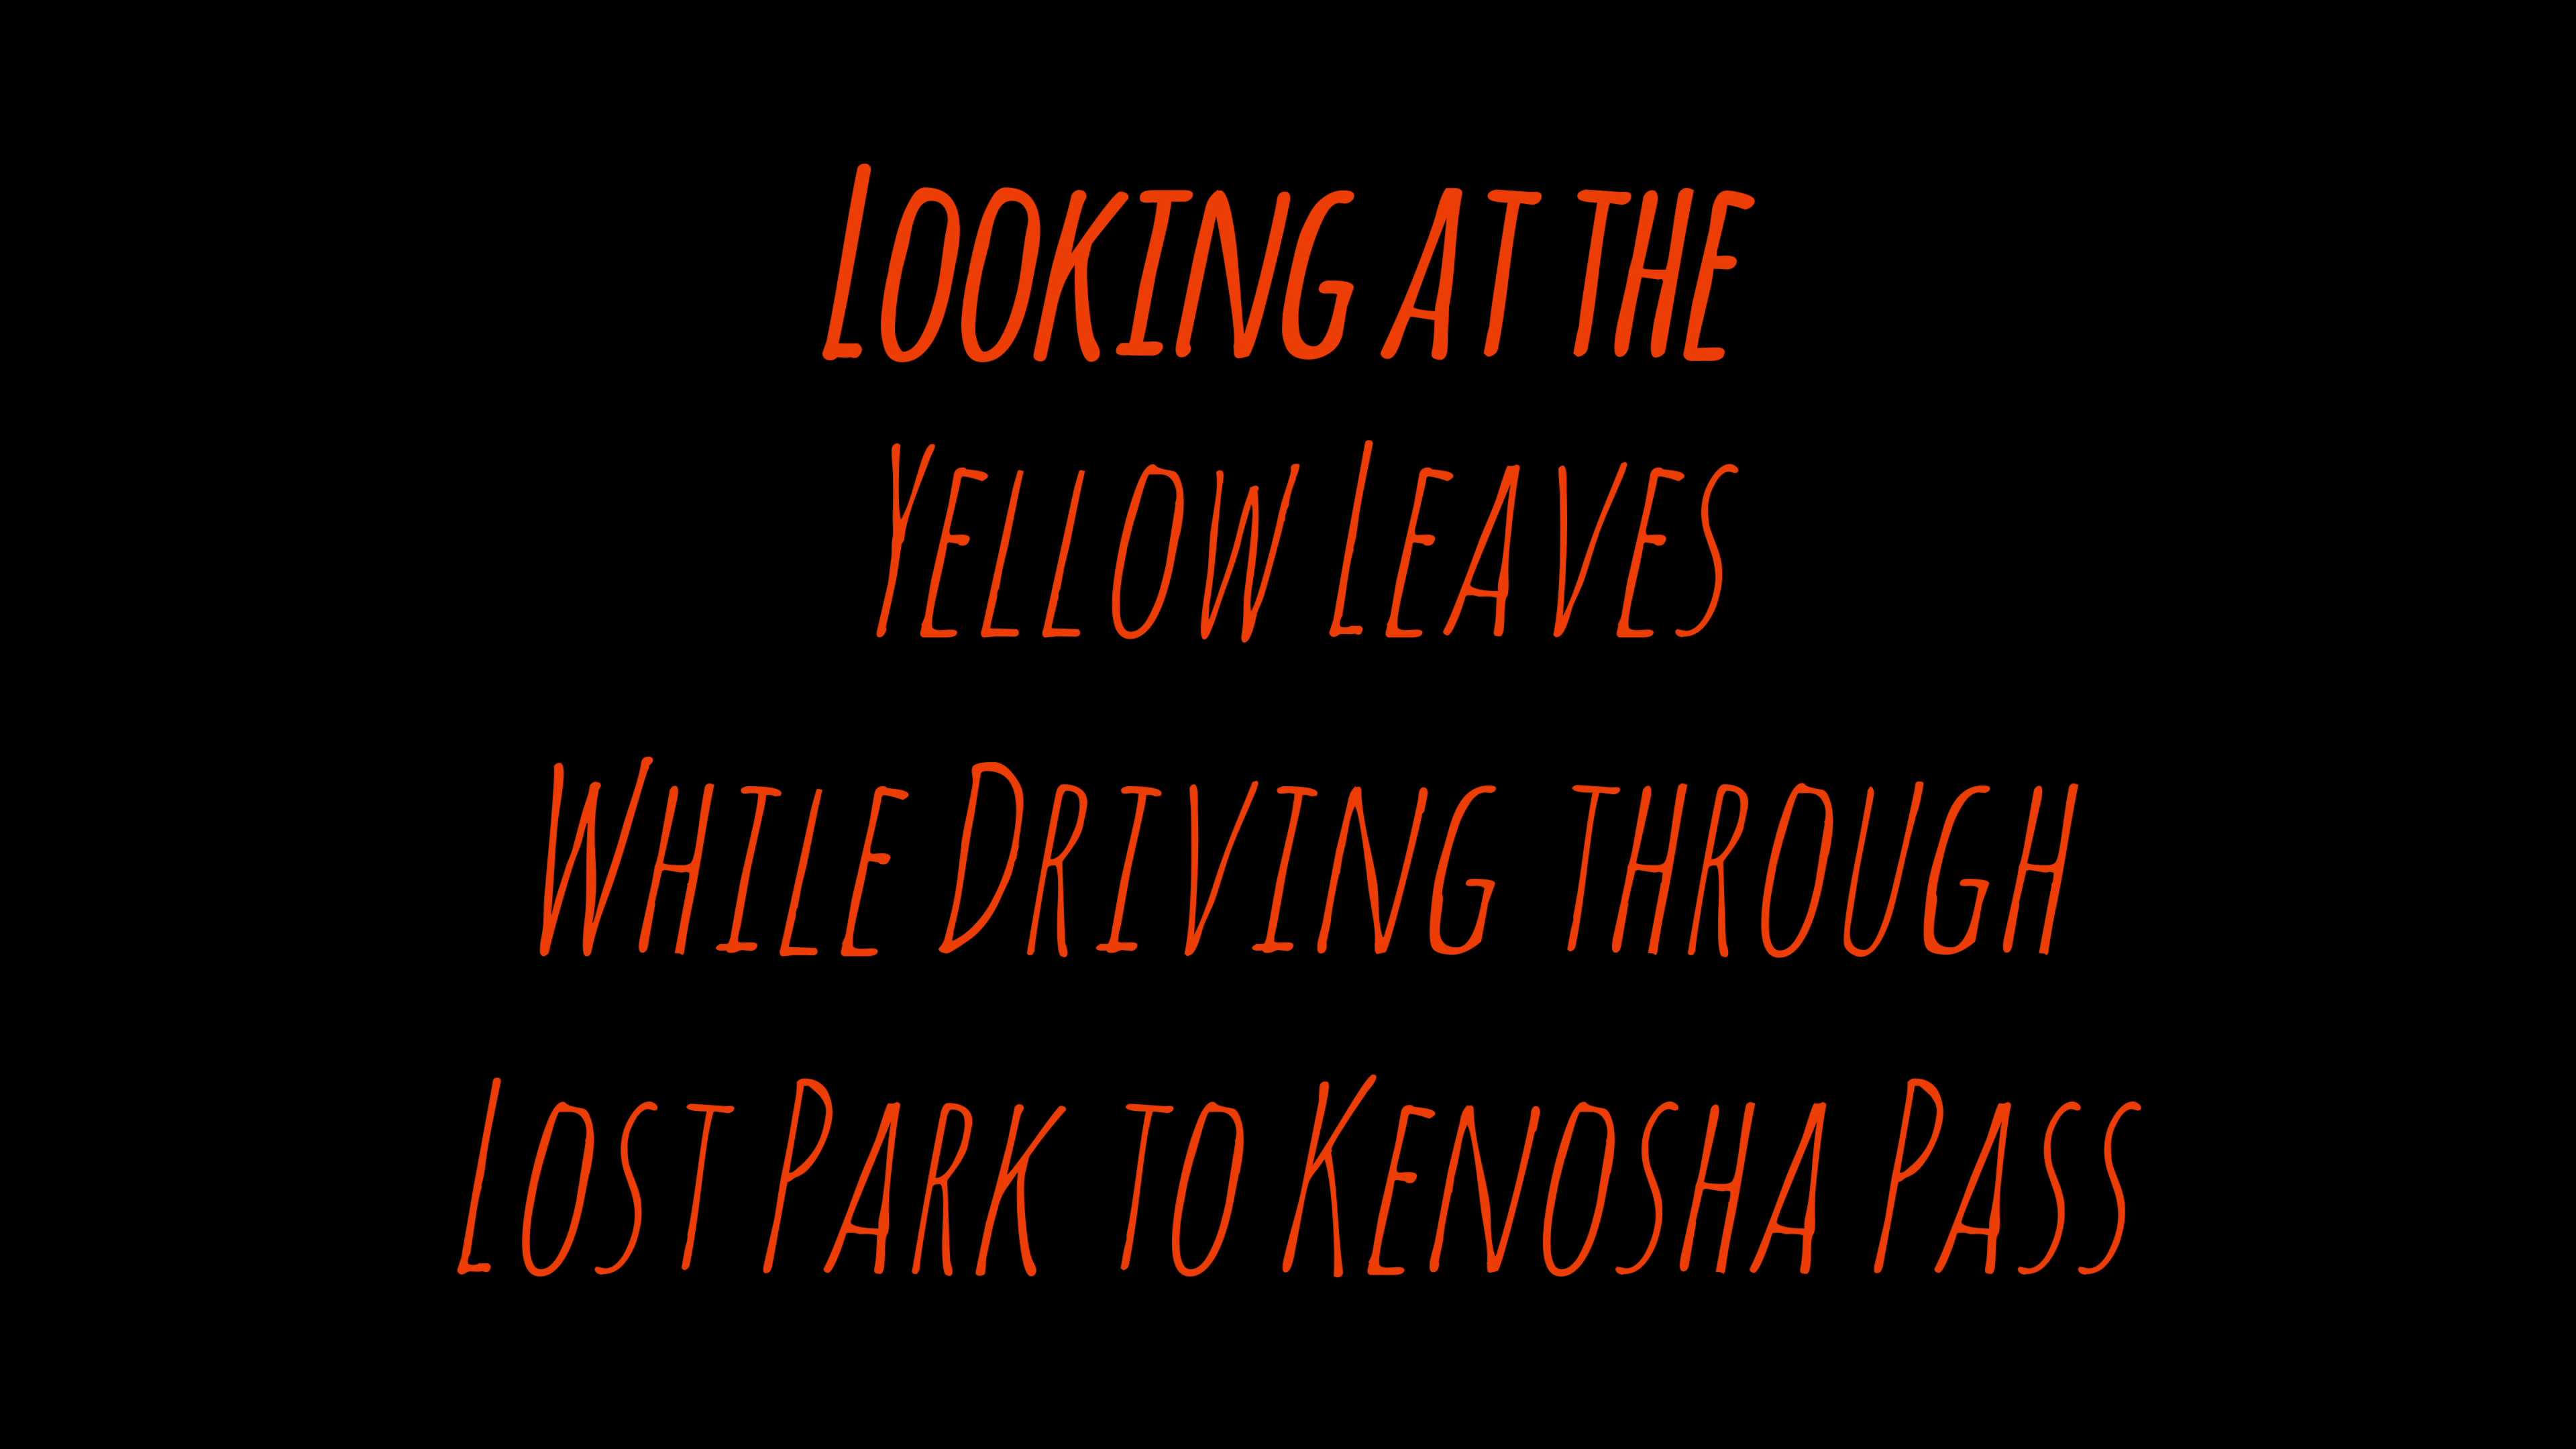 Looking at the
Yellow Leaves
While Driving through
Lost Park to Kenosha Pass